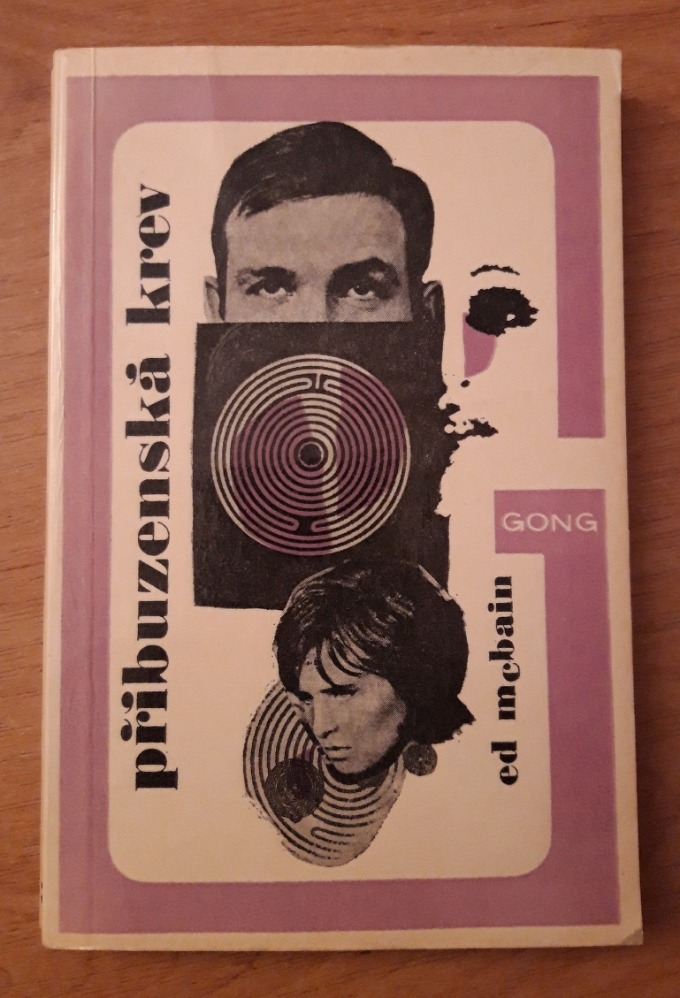 příbuzenská krev
GONG
ed mcbain